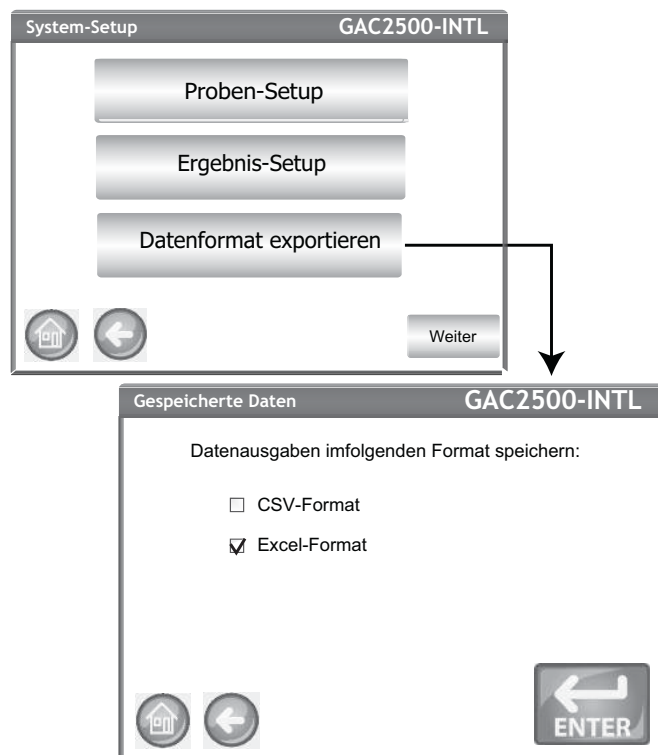 System-Setup GAC2500-INTL
Proben-Setup
Ergebnis-Setup
Datenformat exportieren
Weiter
Gespeicherte Daten GAC2500-INTL
Datenausgaben imfolgenden Format speichern:
CSV-Format
Excel-Format
ENTER